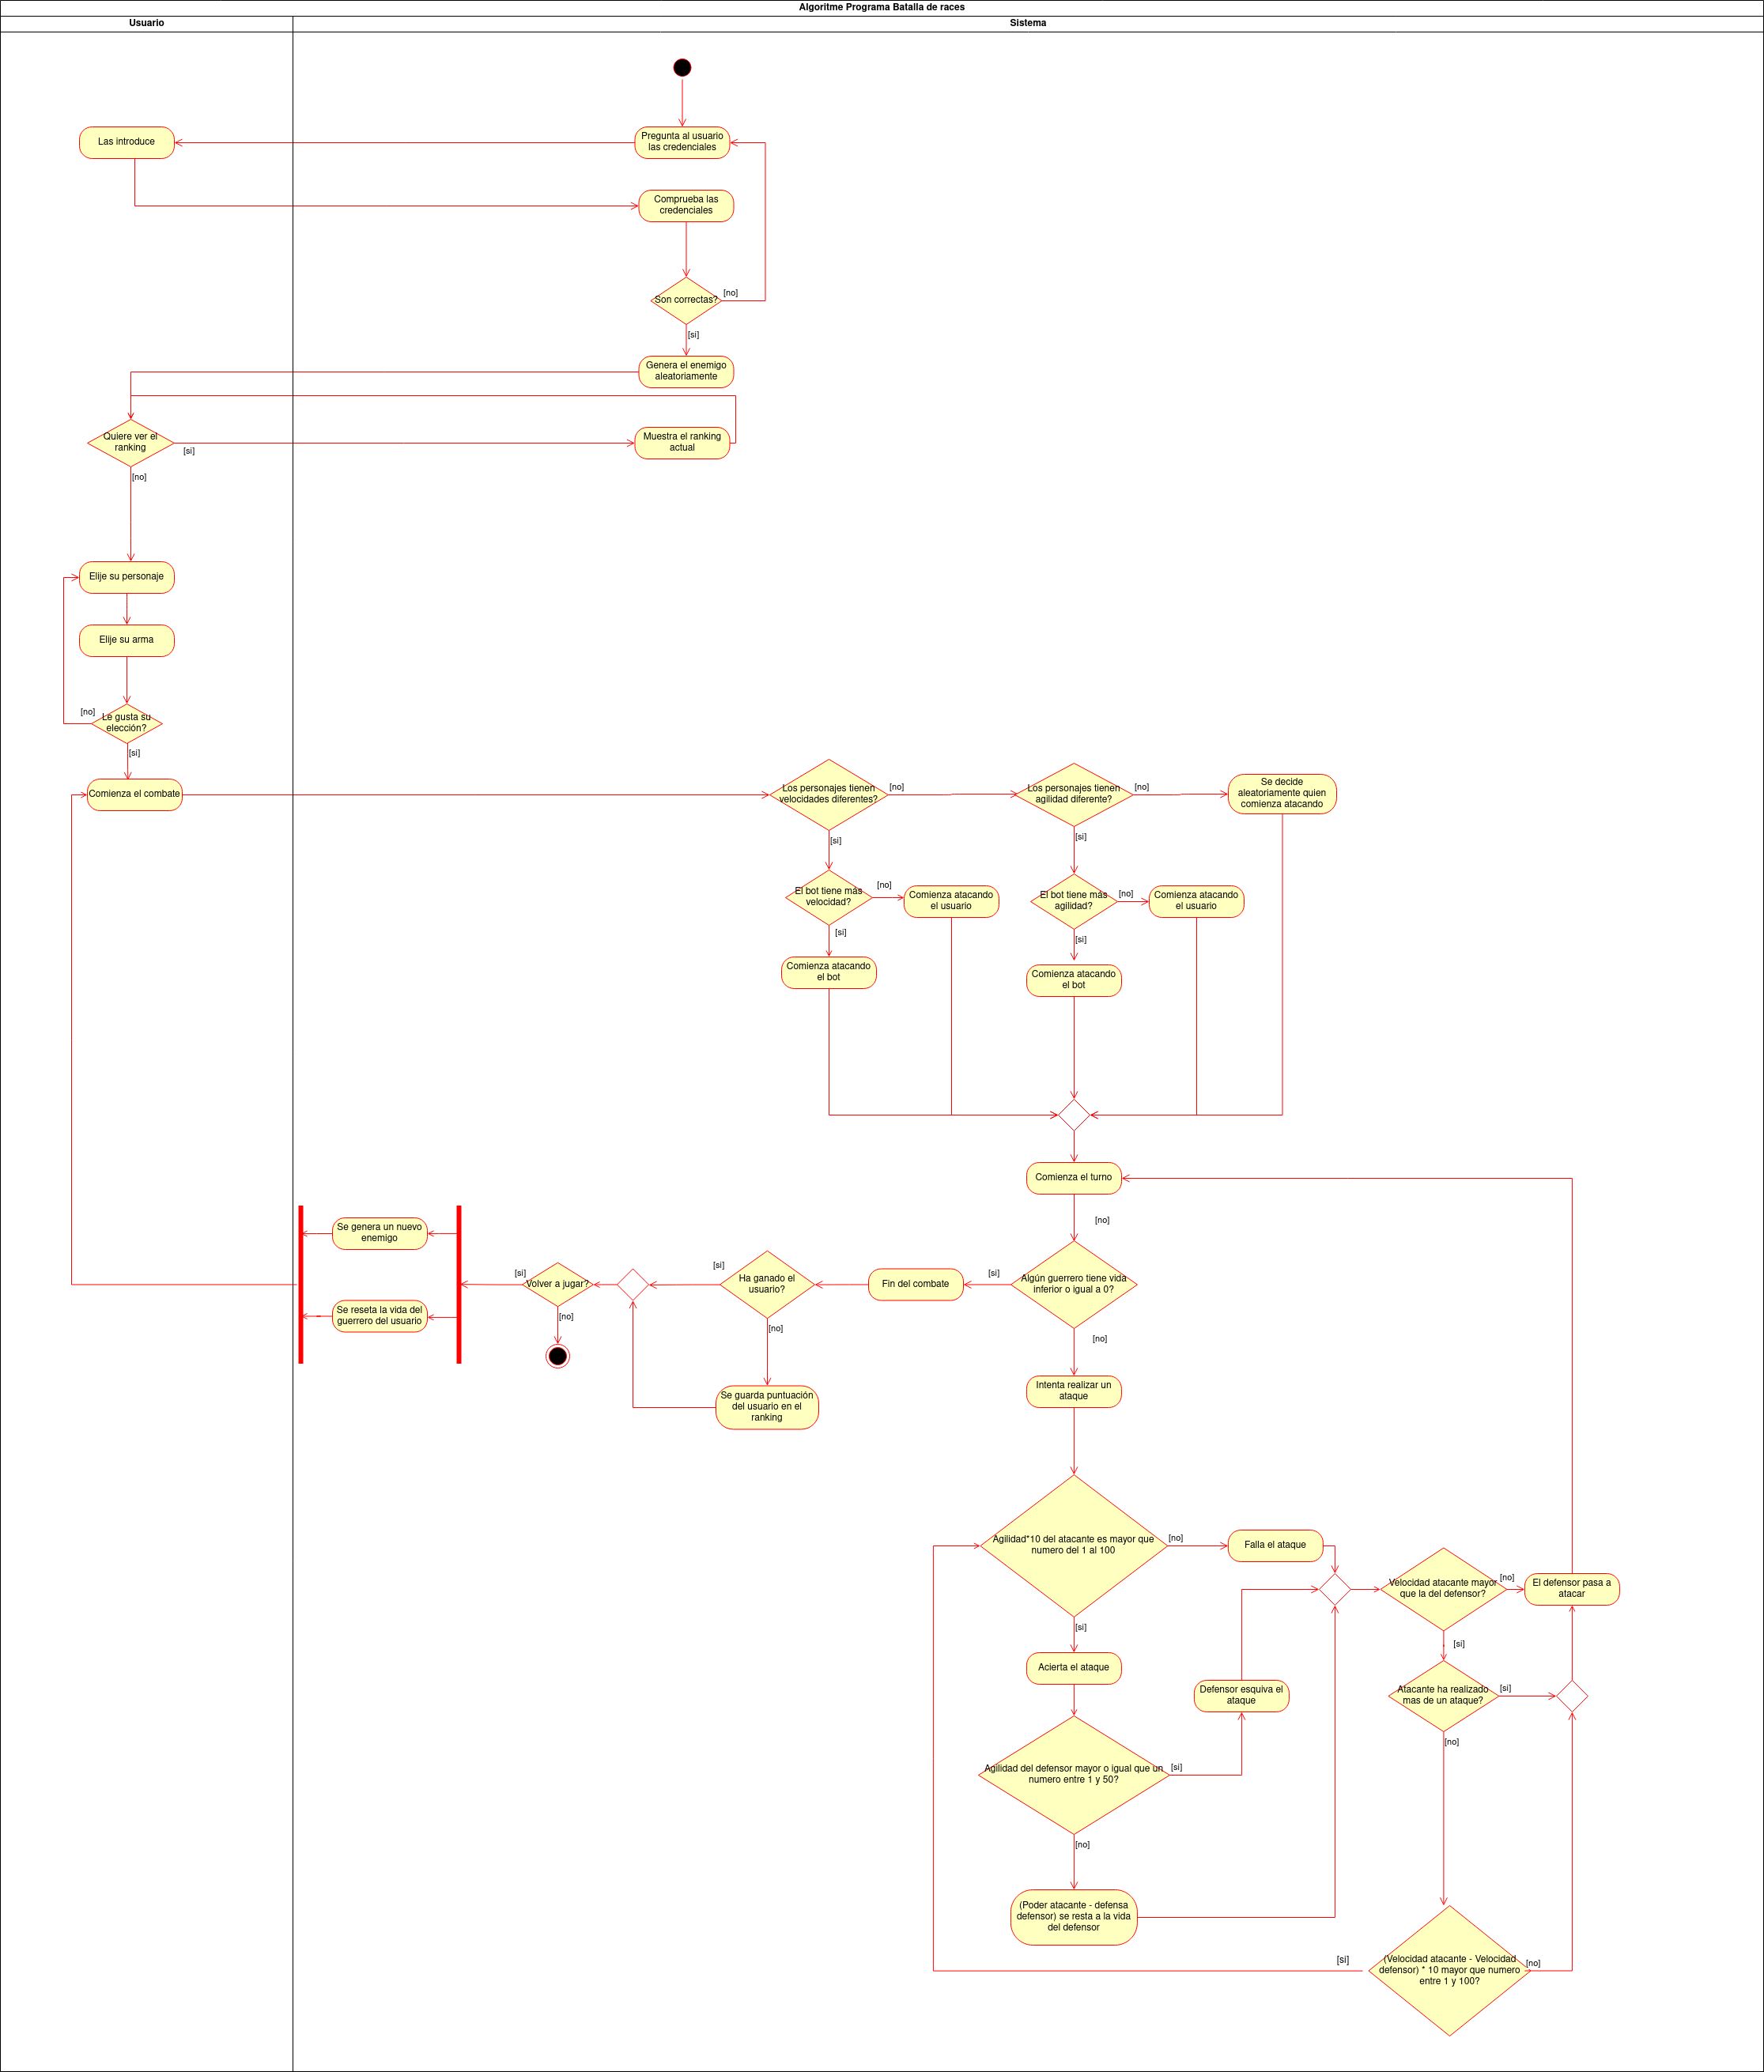 Algoritme Programa Batalla de races
Usuario
Sistema
Pregunta al usuario
las credenciales
Las introduce
Comprueba las
credenciales
Son correctas?
[no]
[si]
Genera el enemigo
aleatoriamente
Quiere ver el
ranking
[si]
Muestra el ranking
actual
[no]
Elije su personaje
Elije su arma
[no]
Le gusta su
elección?
[si]
Comienza el combate
Los personajes tienen
velocidades diferentes?
[no]
Los personajes tienen
agilidad diferente?
[no]
Se decide
aleatoriamente quien
comienza atacando
[si]
[si]
El bot tiene más
velocidad?
[no]
Comienza atacando
el usuario
El bot tiene más
agilidad?
[no]
Comienza atacando
el usuario
[si]
[si]
Comienza atacando
el bot
Comienza atacando
el bot
Comienza el turno
[no]
Se genera un nuevo
enemigo
Se reseta la vida del
guerrero del usuario
[si]
Volver a jugar?
[no]
[si]
Ha ganado el
usuario?
[no]
Fin del combate
[si]
Algún guerrero tiene vida
inferior o igual a 0?
[no]
Se guarda puntuación
del usuario en el
ranking
Intenta realizar un
ataque
Agilidad*10 del atacante es mayor que
numero del 1 al 100
[no]
Falla el ataque
Velocidad atacante mayor
que la del defensor?
[no]
El defensor pasa a
atacar
[si]
[si]
Acierta el ataque
Defensor esquiva el
ataque
Atacante ha realizado
mas de un ataque?
[si]
[no]
Agilidad del defensor mayor o igual que un
numero entre 1 y 50?
[si]
[no]
(Poder atacante - defensa
defensor) se resta a la vida
del defensor
[si]
(Velocidad atacante - Velocidad
defensor) * 10 mayor que numero
entre 1 y 100?
[no]